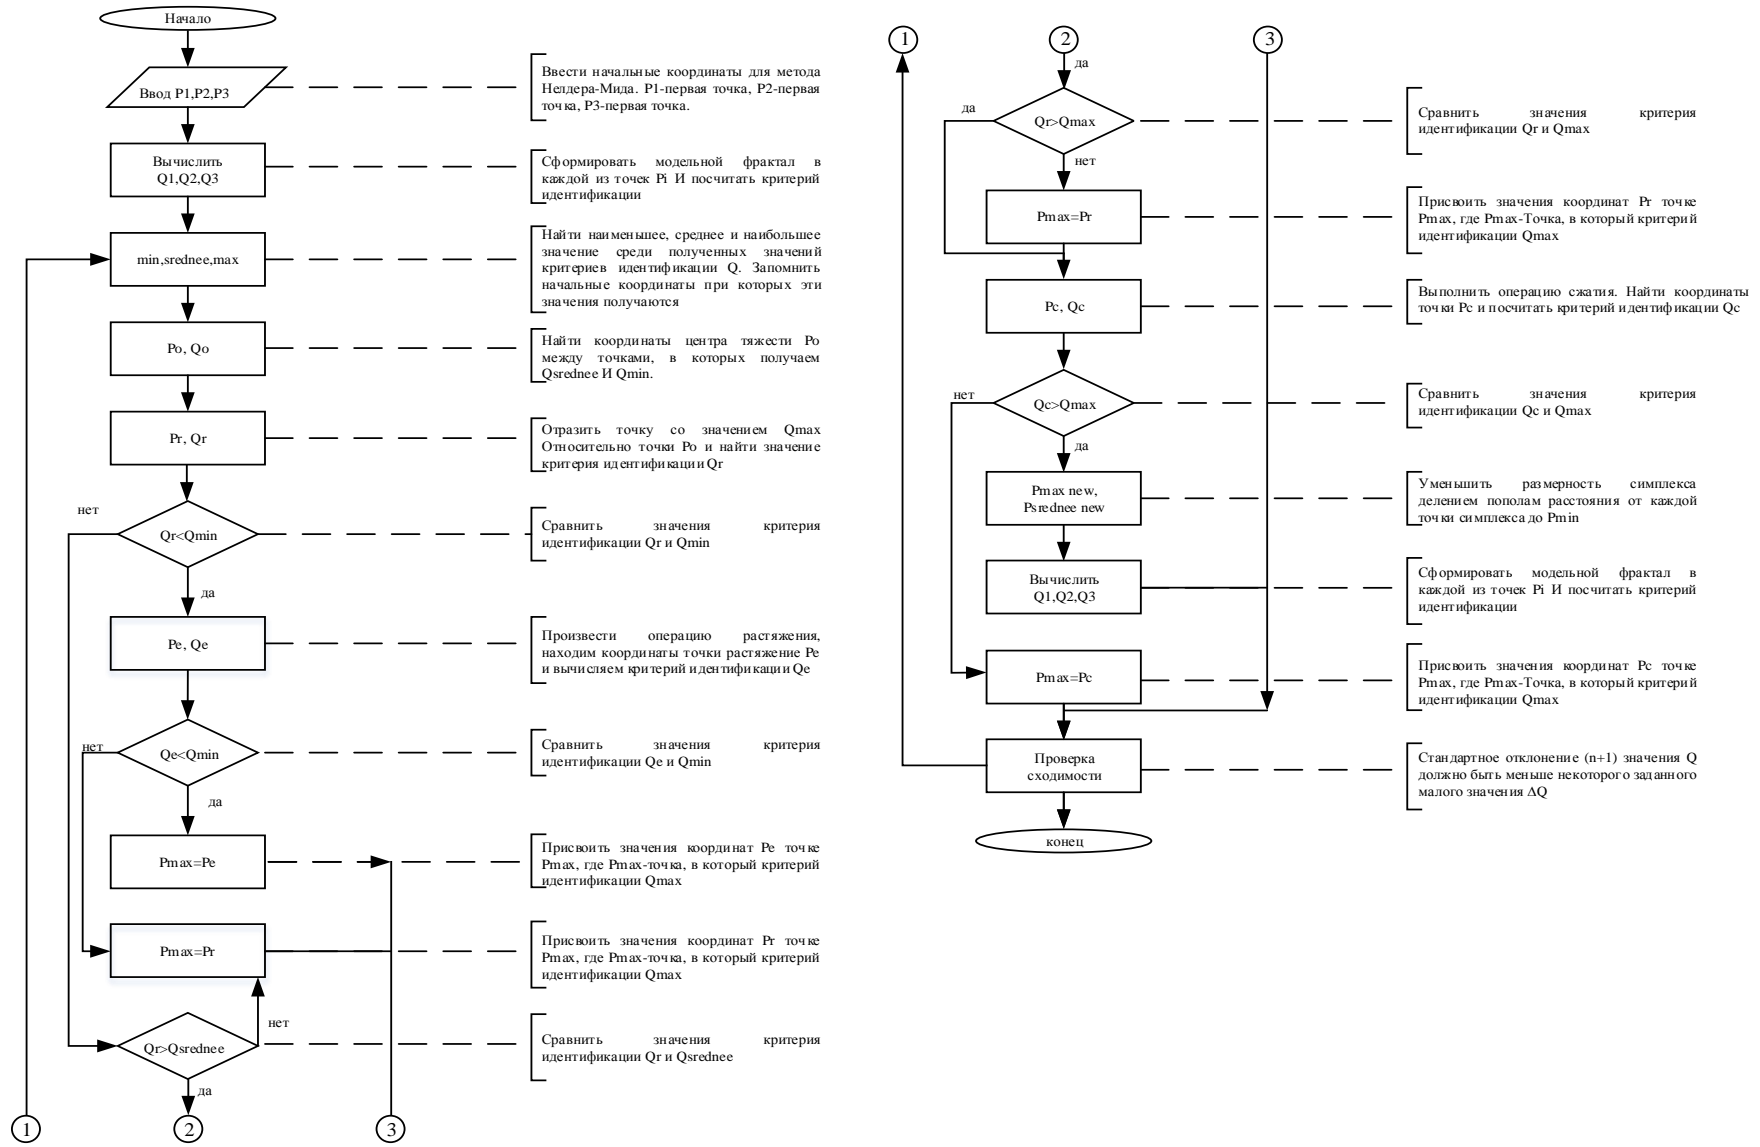 Начало
Ввод P1,P2,P3
Ввести начальные координаты для метода
Нелдера-Мида. P1-первая точка, P2-первая
точка, P3-первая точка.
Вычислить
Q1,Q2,Q3
Сформировать модельной фрактал в
каждой из точек Pi И посчитать критерий
идентификации
min,srednee,max
Найти наименьшее, среднее и наибольшее
значение среди полученных значений
критериев идентификации Q. Запомнить
начальные координаты при которых эти
значения получаются
Po, Qo
Найти координаты центра тяжести Po
между точками, в которых получаем
Qsrednee И Qmin.
Pr, Qr
Отразить точку со значением Qmax
Относительно точки Po и найти значение
критерия идентификации Qr
нет
Qr<Qmin
Сравнить значения критерия
идентификации Qr и Qmin
да
Pe, Qe
Произвести операцию растяжения,
находим координаты точки растяжение Pe
и вычисляем критерий идентификации Qe
нет
Qe<Qmin
Сравнить значения критерия
идентификации Qe и Qmin
да
Pmax=Pe
Присвоить значения координат Pe точке
Pmax, где Pmax-точка, в который критерий
идентификации Qmax
Pmax=Pr
Присвоить значения координат Pr точке
Pmax, где Pmax-точка, в который критерий
идентификации Qmax
нет
Qr>Qsrednee
Сравнить значения критерия
идентификации Qr и Qsrednee
да
1
2
3
1
2
3
да
да
Qr>Qmax
Сравнить значения критерия
идентификации Qr и Qmax
нет
Pmax=Pr
Присвоить значения координат Pr точке
Pmax, где Pmax-Точка, в который критерий
идентификации Qmax
Pc, Qc
Выполнить операцию сжатия. Найти координаты
точки Pc и посчитать критерий идентификации Qc
нет
Qc>Qmax
Сравнить значения критерия
идентификации Qc и Qmax
да
Pmax new,
Psrednee new
Уменьшить размерность симплекса
делением пополам расстояния от каждой
точки симплекса до Pmin
Вычислить
Q1,Q2,Q3
Сформировать модельной фрактал в
каждой из точек Pi И посчитать критерий
идентификации
Pmax=Pc
Присвоить значения координат Pc точке
Pmax, где Pmax-Точка, в который критерий
идентификации Qmax
Проверка
сходимости
Стандартное отклонение (n+1) значения Q
должно быть меньше некоторого заданного
малого значения ΔQ
конец